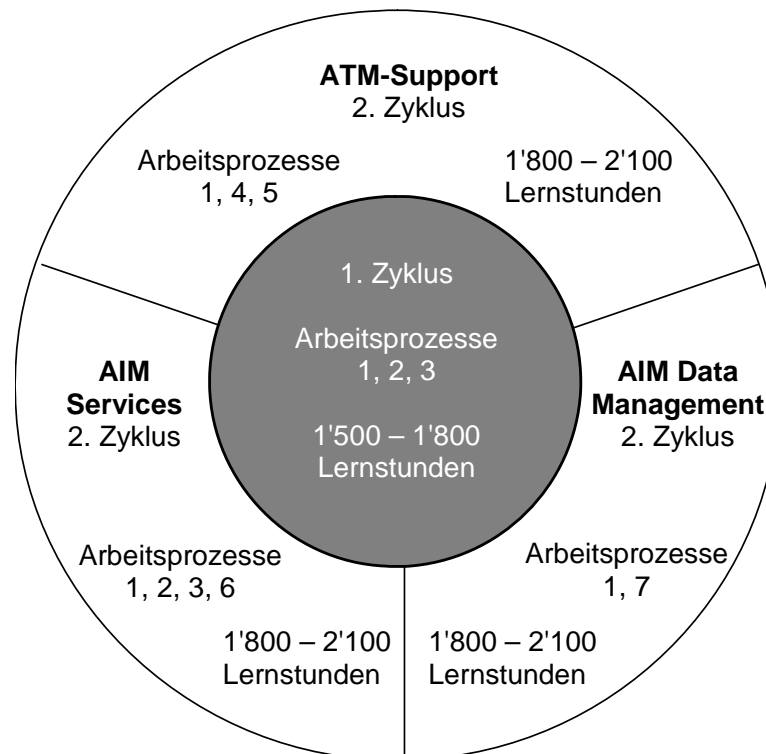 ATM-Support
2. Zyklus
Arbeitsprozesse
1, 4, 5
1'800 – 2'100
Lernstunden
1. Zyklus
Arbeitsprozesse
1, 2, 3
1'500 – 1'800
Lernstunden
AIM
Services
2. Zyklus
Arbeitsprozesse
1, 2, 3, 6
1'800 – 2'100
Lernstunden
AIM Data
Management
2. Zyklus
Arbeitsprozesse
1, 7
1'800 – 2'100
Lernstunden